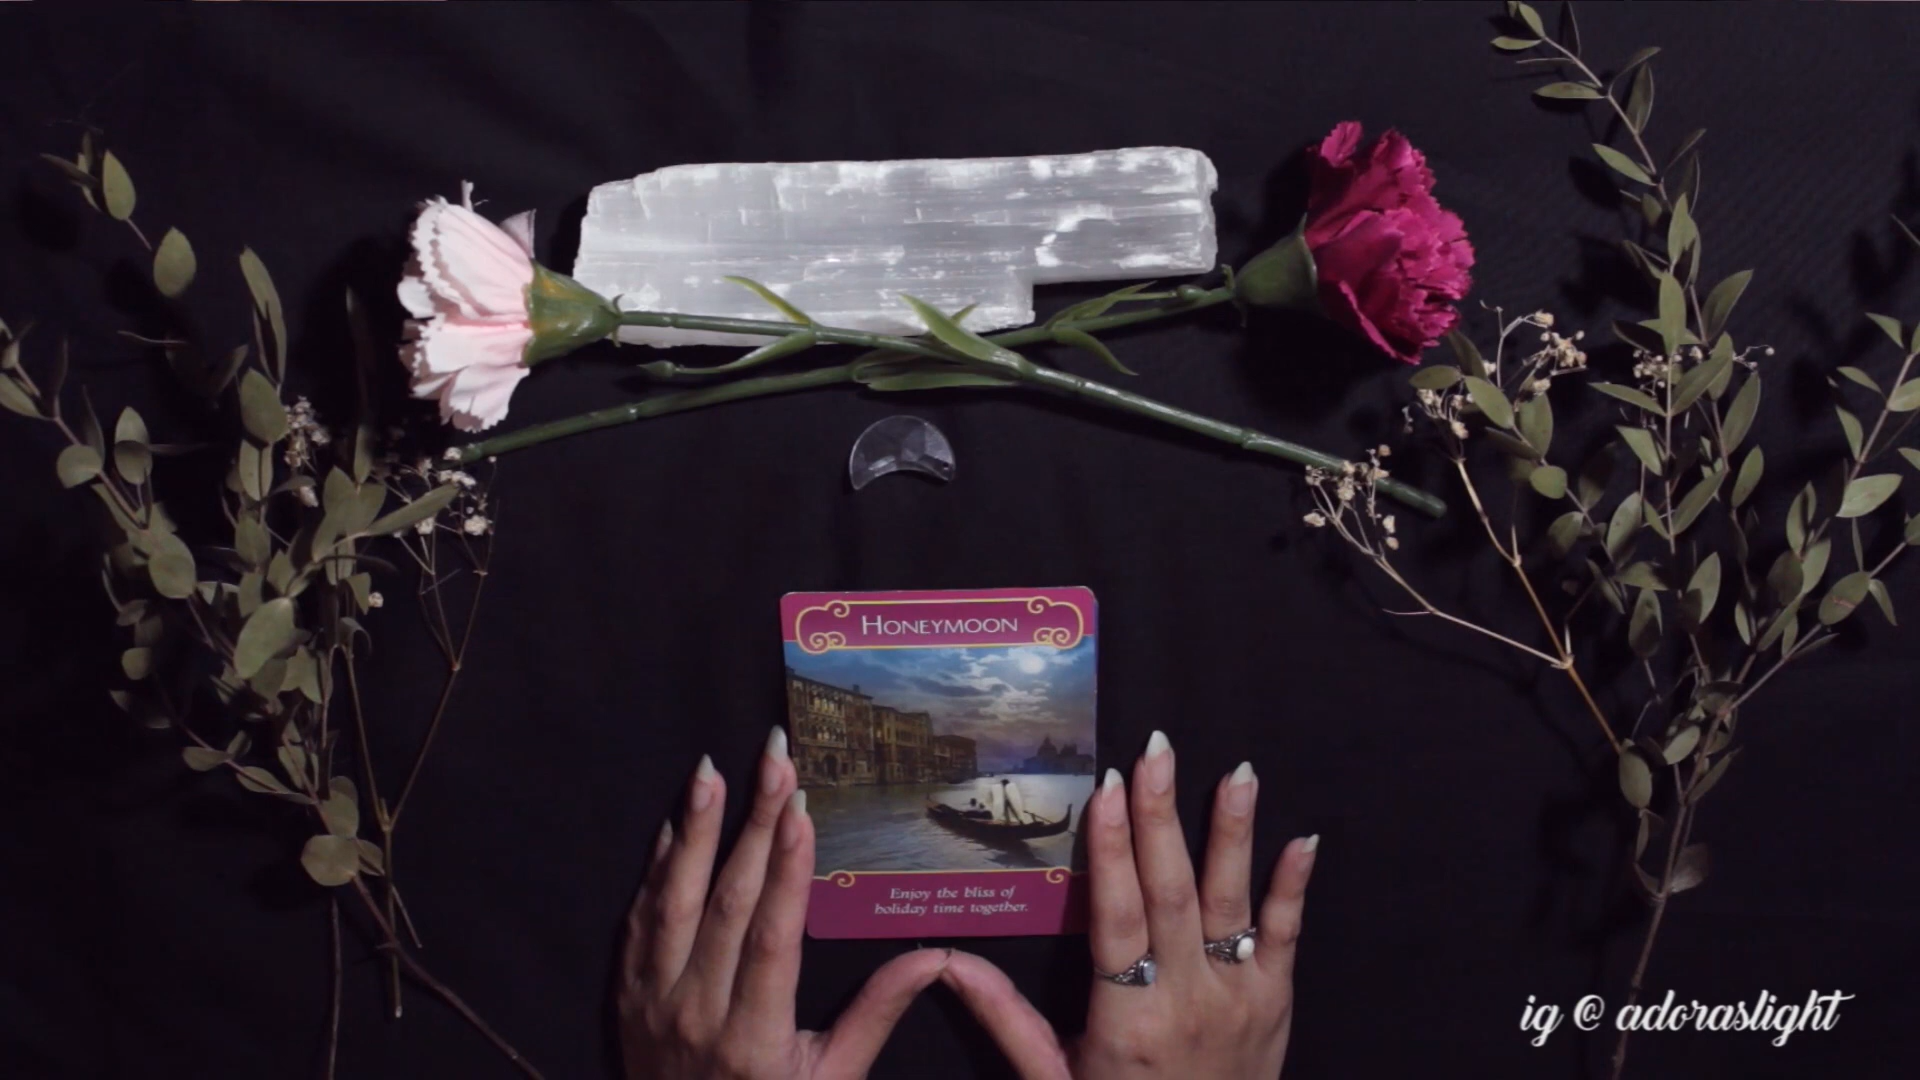 HONEYMOON
Enjoy the bliss of
holiday time together.
ig @ adoraslight